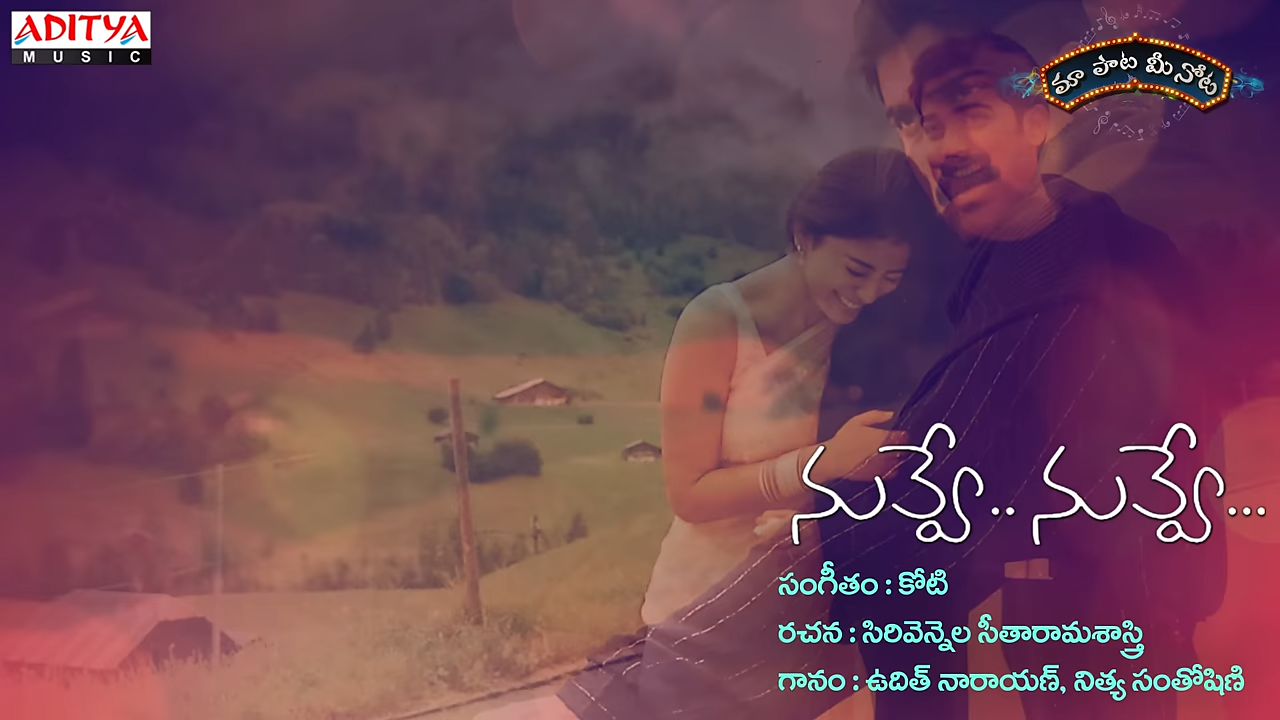 ADITYA
MUSIC
మా పాట మీ నోట
నువ్వే.. నువ్వే...
సంగీతం : కోటి
రచన : సిరివెన్నెల సీతారామశాస్త్రి
గానం : ఉదిత్ నారాయణ్, నిత్య సంతోషిణి